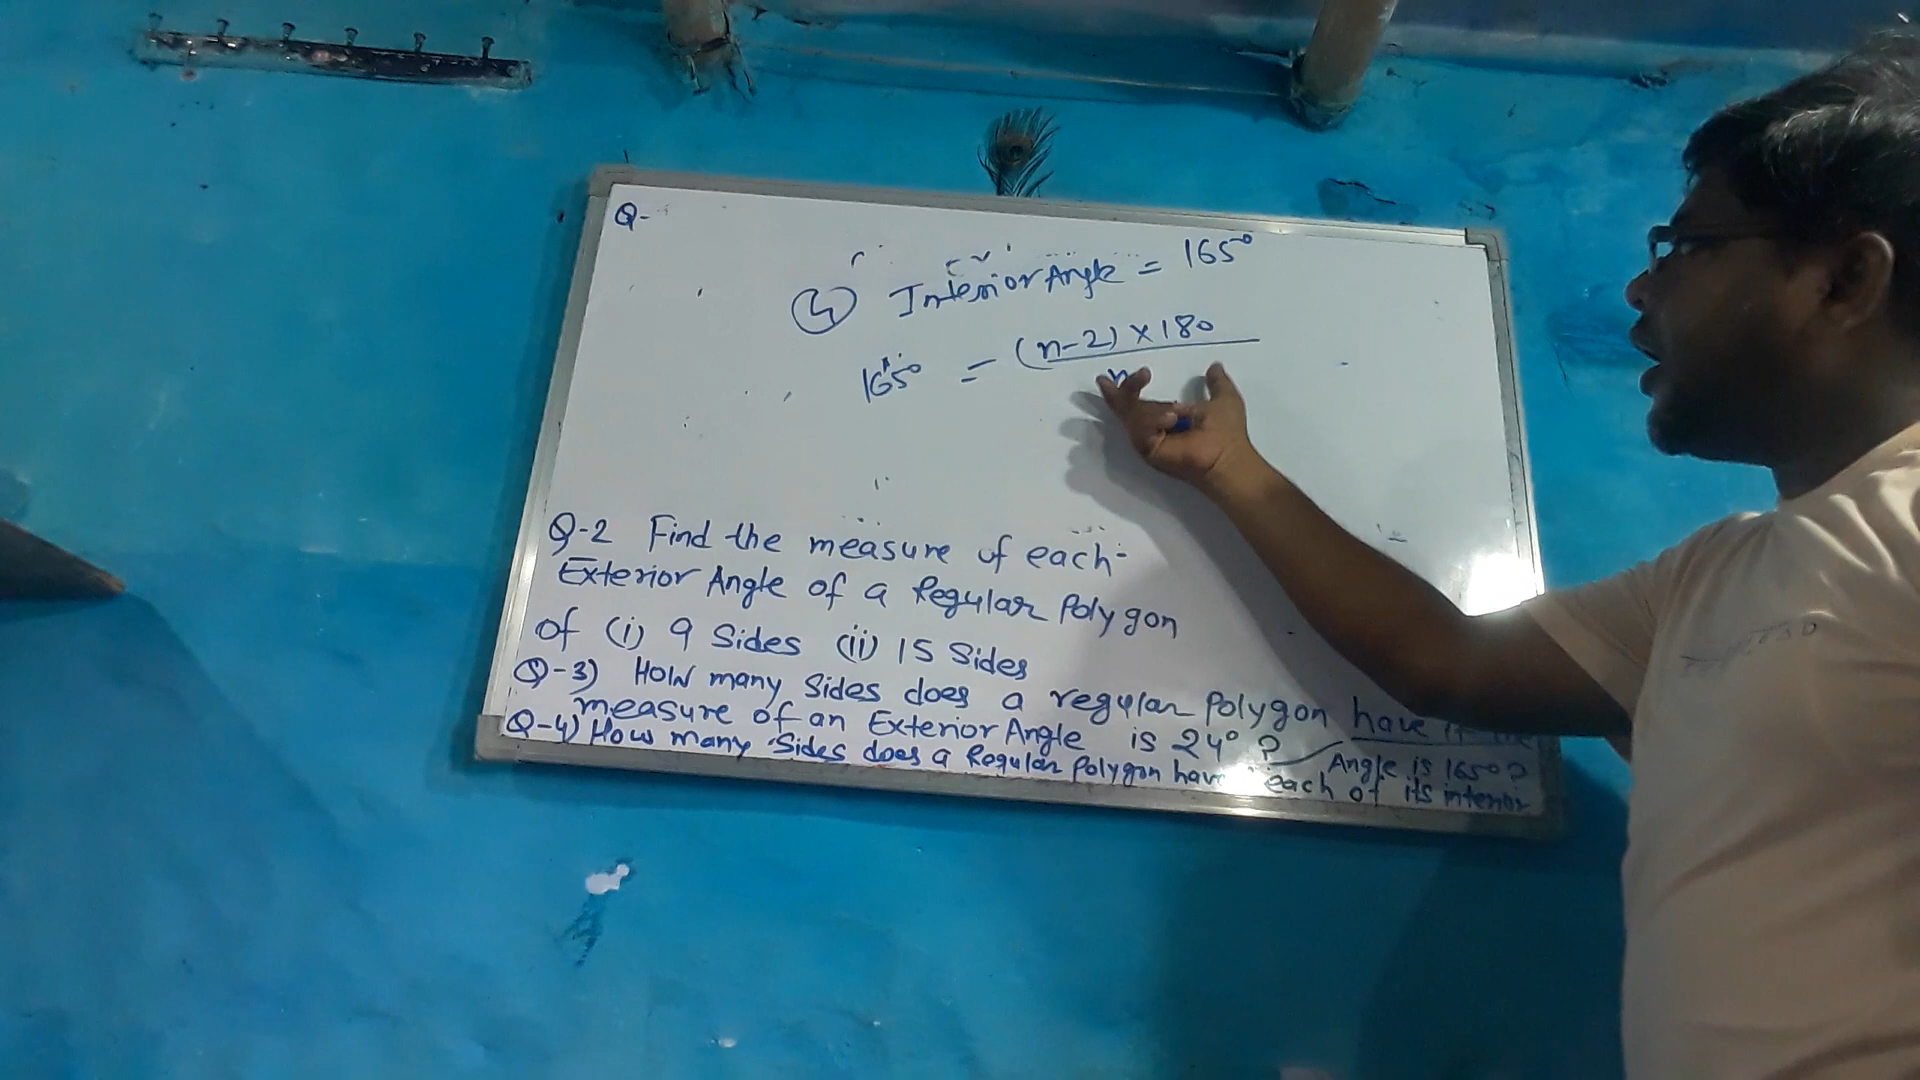 Q-
4 Interior Angle = 165°
165° = (n-2) × 180
n
Q-2 Find the measure of each
Exterior Angle of a Regular Polygon
of (i) 9 Sides (ii) 15 Sides
Q-3) How many Sides does a regular Polygon have if the
measure of an Exterior Angle is 24° ?
Q-4) How many Sides does a Regular Polygon have each of its interior
Angle is 165° ?